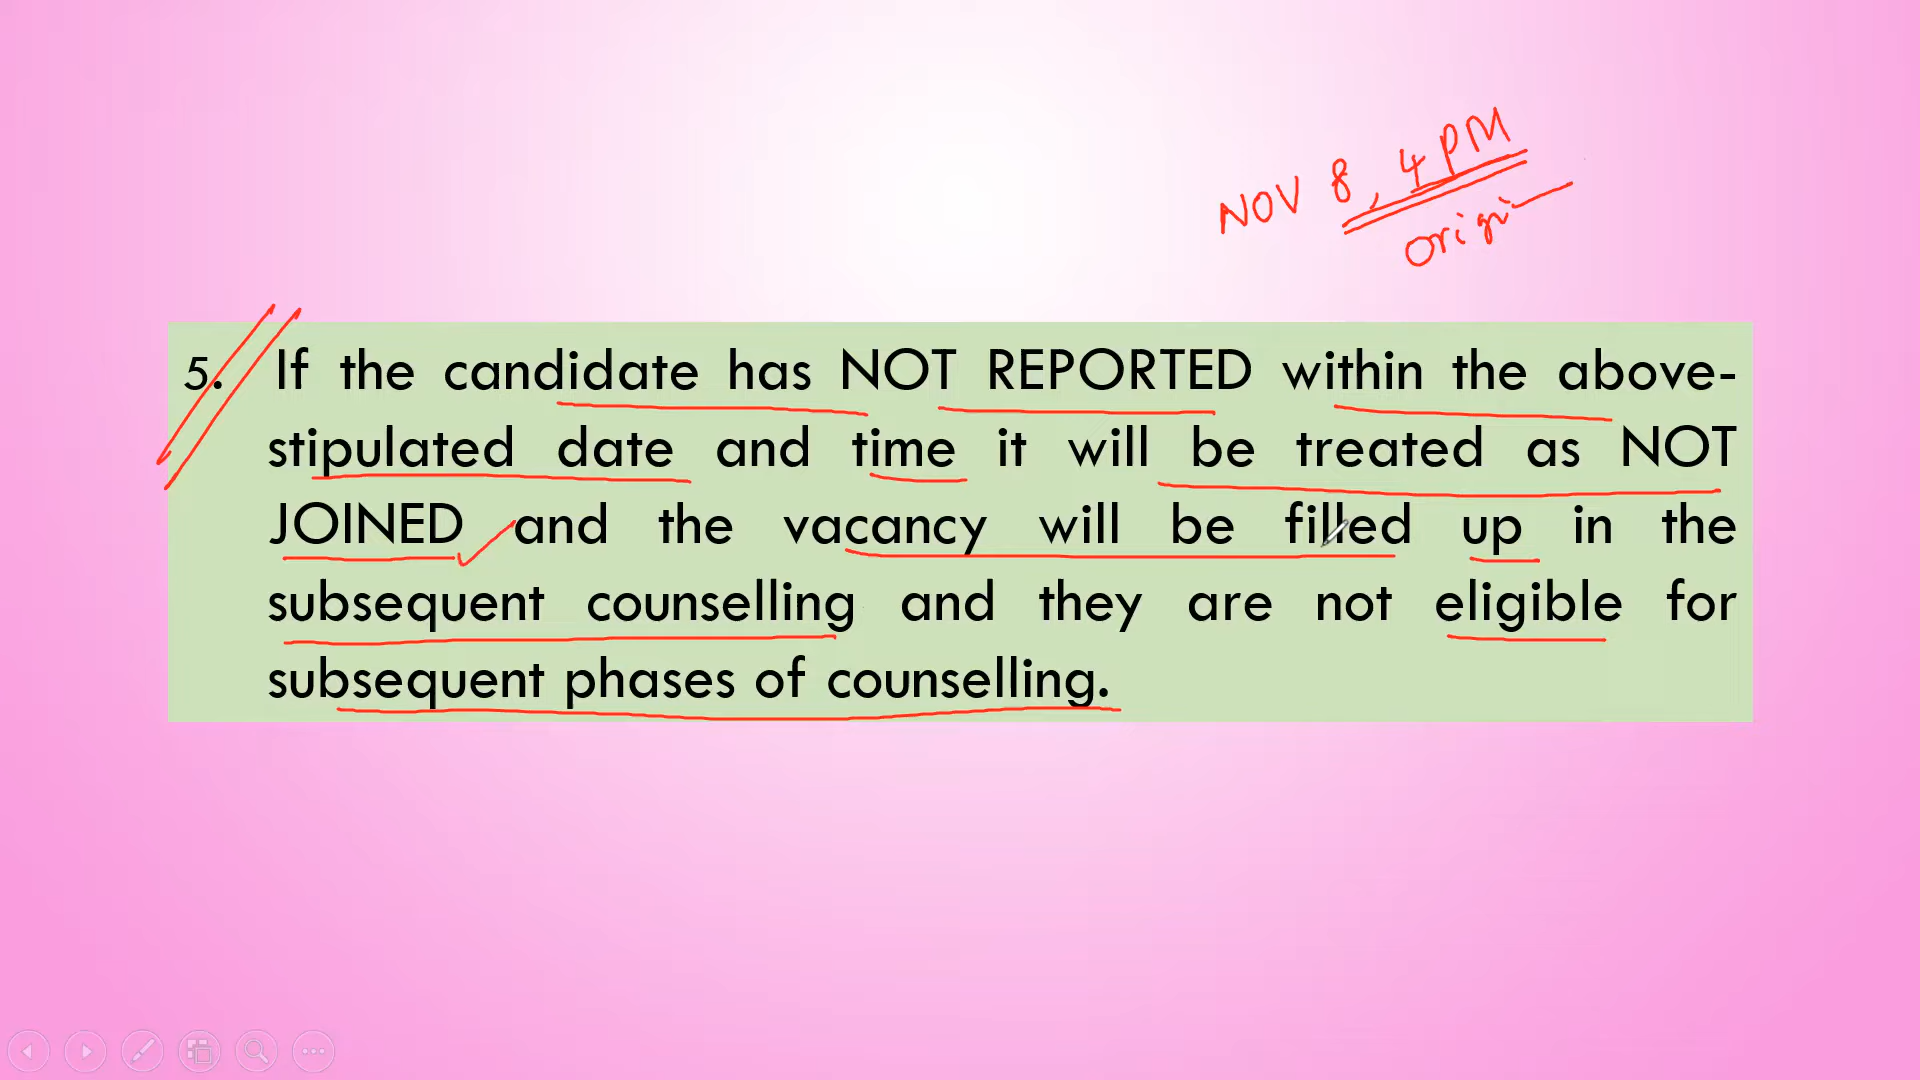 NOV 8, 4PM
Origi
5. If the candidate has NOT REPORTED within the above-
stipulated date and time it will be treated as NOT
JOINED and the vacancy will be filled up in the
subsequent counselling and they are not eligible for
subsequent phases of counselling.